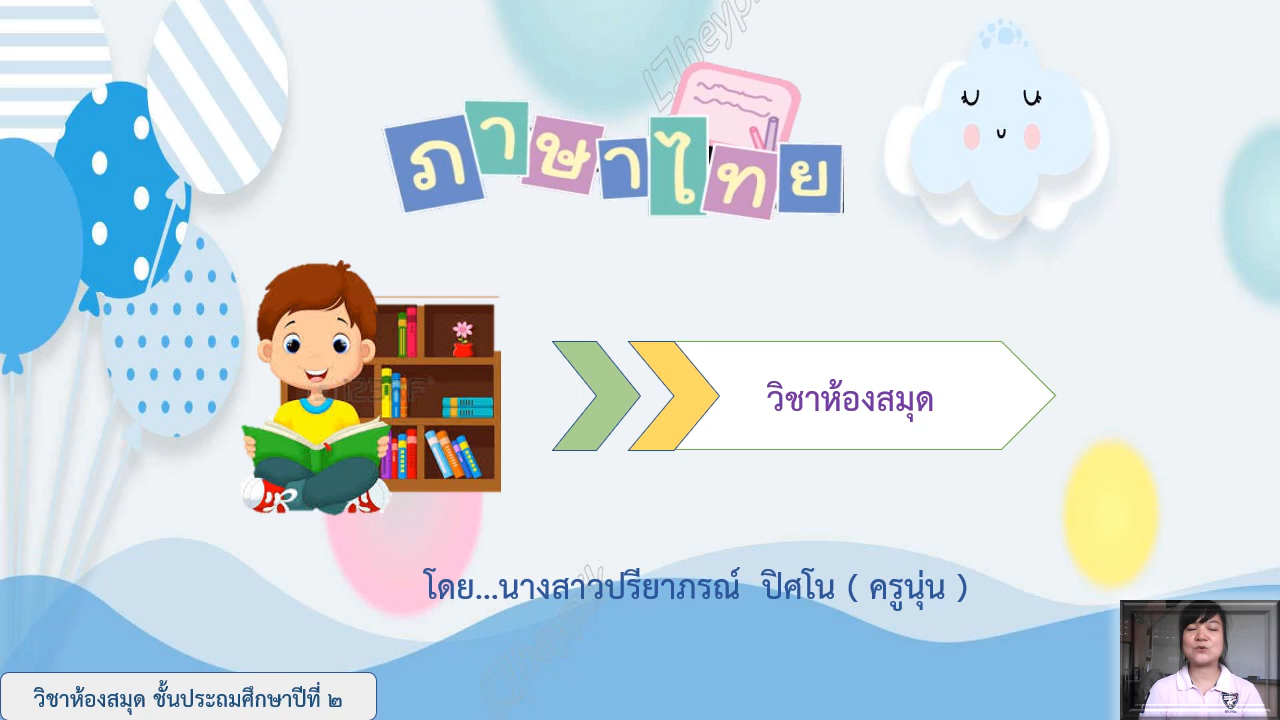 ภาษาไทย
วิชาห้องสมุด
โดย...นางสาวปรียาภรณ์ ปิศโน ( ครูนุ่น )
วิชาห้องสมุด ชั้นประถมศึกษาปีที่ ๒